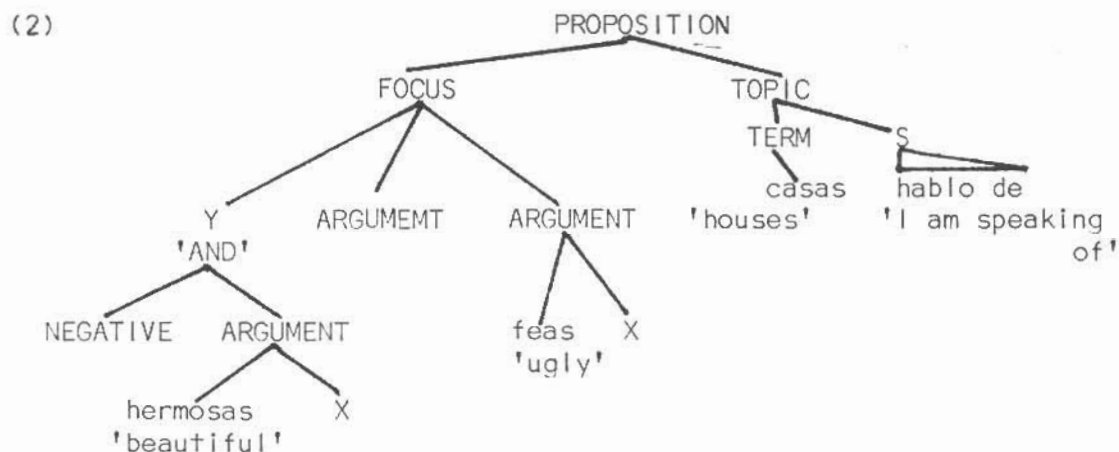 (2) PROPOSITION
FOCUS TOPIC
TERM S
casas hablo de
Y ARGUMEMT ARGUMENT 'houses' 'I am speaking
'AND' of'
NEGATIVE ARGUMENT feas X
'ugly'
hermosas X
'beautiful'